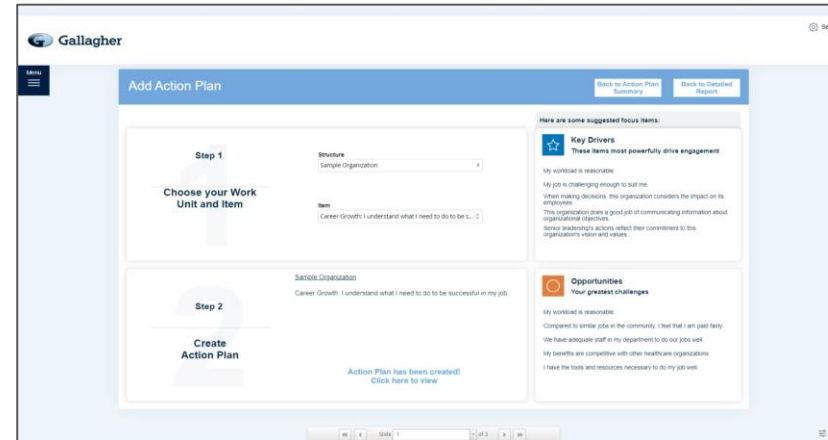 Gallagher
Se
Menu
Add Action Plan
Back to Action Plan
Summary
Back to Detailed
Report
Here are some suggested focus items:
1
Step 1
Choose your Work
Unit and Item
Structure
Sample Organization
Item
Career Growth: I understand what I need to do to be s...
Key Drivers
These items most powerfully drive engagement
My workload is reasonable.
My job is challenging enough to suit me.
When making decisions, this organization considers the impact on its
employees.
This organization does a good job of communicating information about
organizational objectives.
Senior leadership's actions reflect their commitment to this
organization's vision and values.
2
Step 2
Create
Action Plan
Sample Organization
Career Growth: I understand what I need to do to be successful in my job.
Action Plan has been created!
Click here to view
Opportunities
Your greatest challenges
My workload is reasonable.
Compared to similar jobs in the community, I feel that I am paid fairly.
We have adequate staff in my department to do our jobs well.
My benefits are competitive with other healthcare organizations
I have the tools and resources necessary to do my job well.
Slide 1 of 3